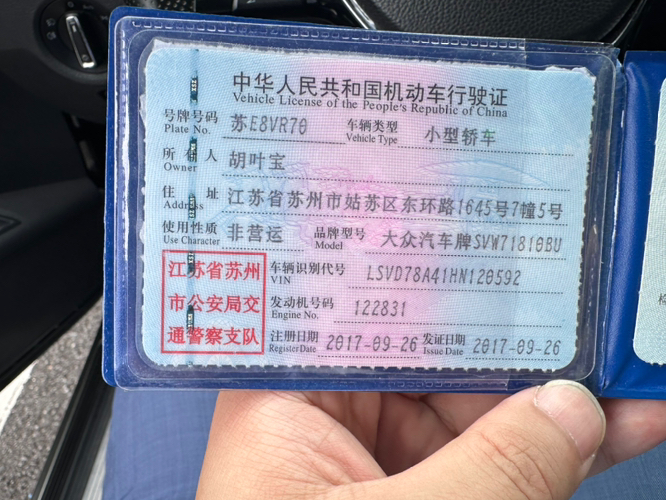 中华人民共和国机动车行驶证
Vehicle License of the People's Republic of China
号牌号码 苏E8VR70 车辆类型 小型轿车
Plate No. Vehicle Type
所有人 胡叶宝
Owner
住址 江苏省苏州市姑苏区东环路1645号7幢5号
Address
使用性质 非营运 品牌型号 大众汽车牌SVW71810BU
Use Character Model
江苏省苏州
市公安局交
通警察支队
车辆识别代号 LSVD78A41HN120592
VIN
发动机号码 122831
Engine No.
注册日期 2017-09-26 发证日期 2017-09-26
Register Date Issue Date